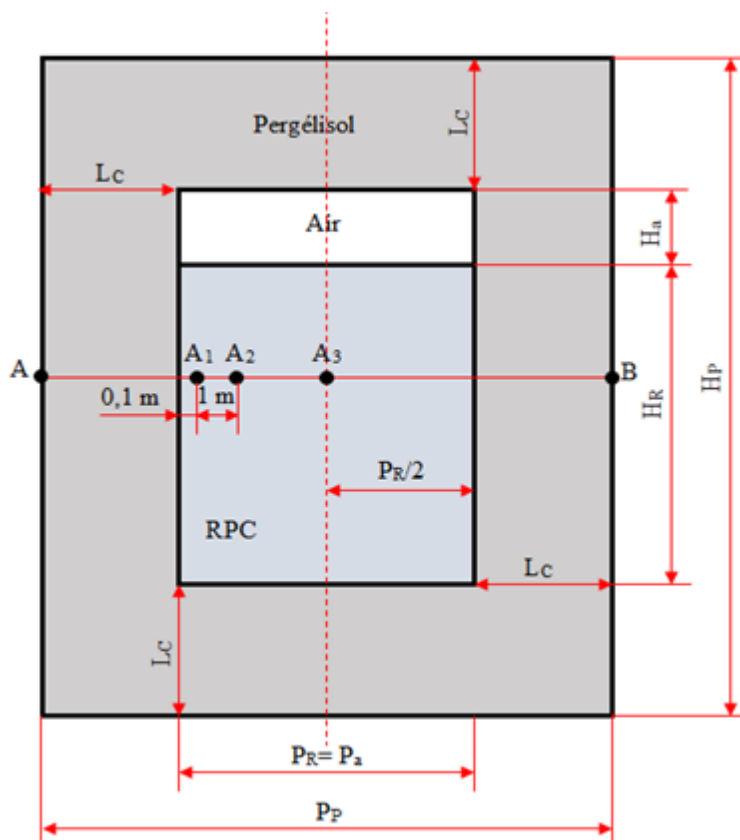 Pergélisol
LC
LC
Air
Ha
A
A1
A2
A3
B
0,1 m
1 m
HR
HP
PR/2
RPC
LC
LC
PR= Pa
PP